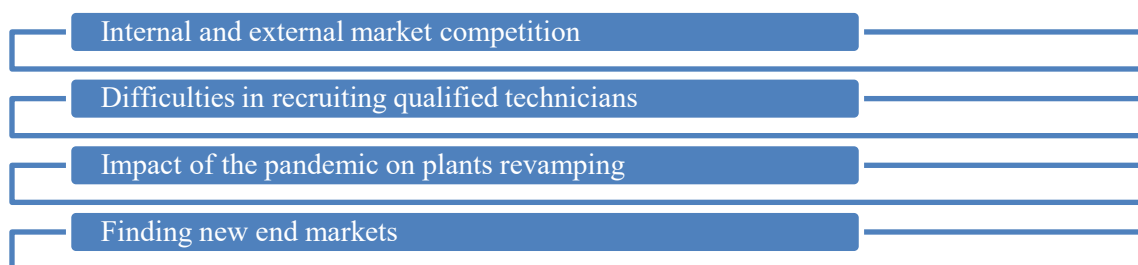 Internal and external market competition
Difficulties in recruiting qualified technicians
Impact of the pandemic on plants revamping
Finding new end markets